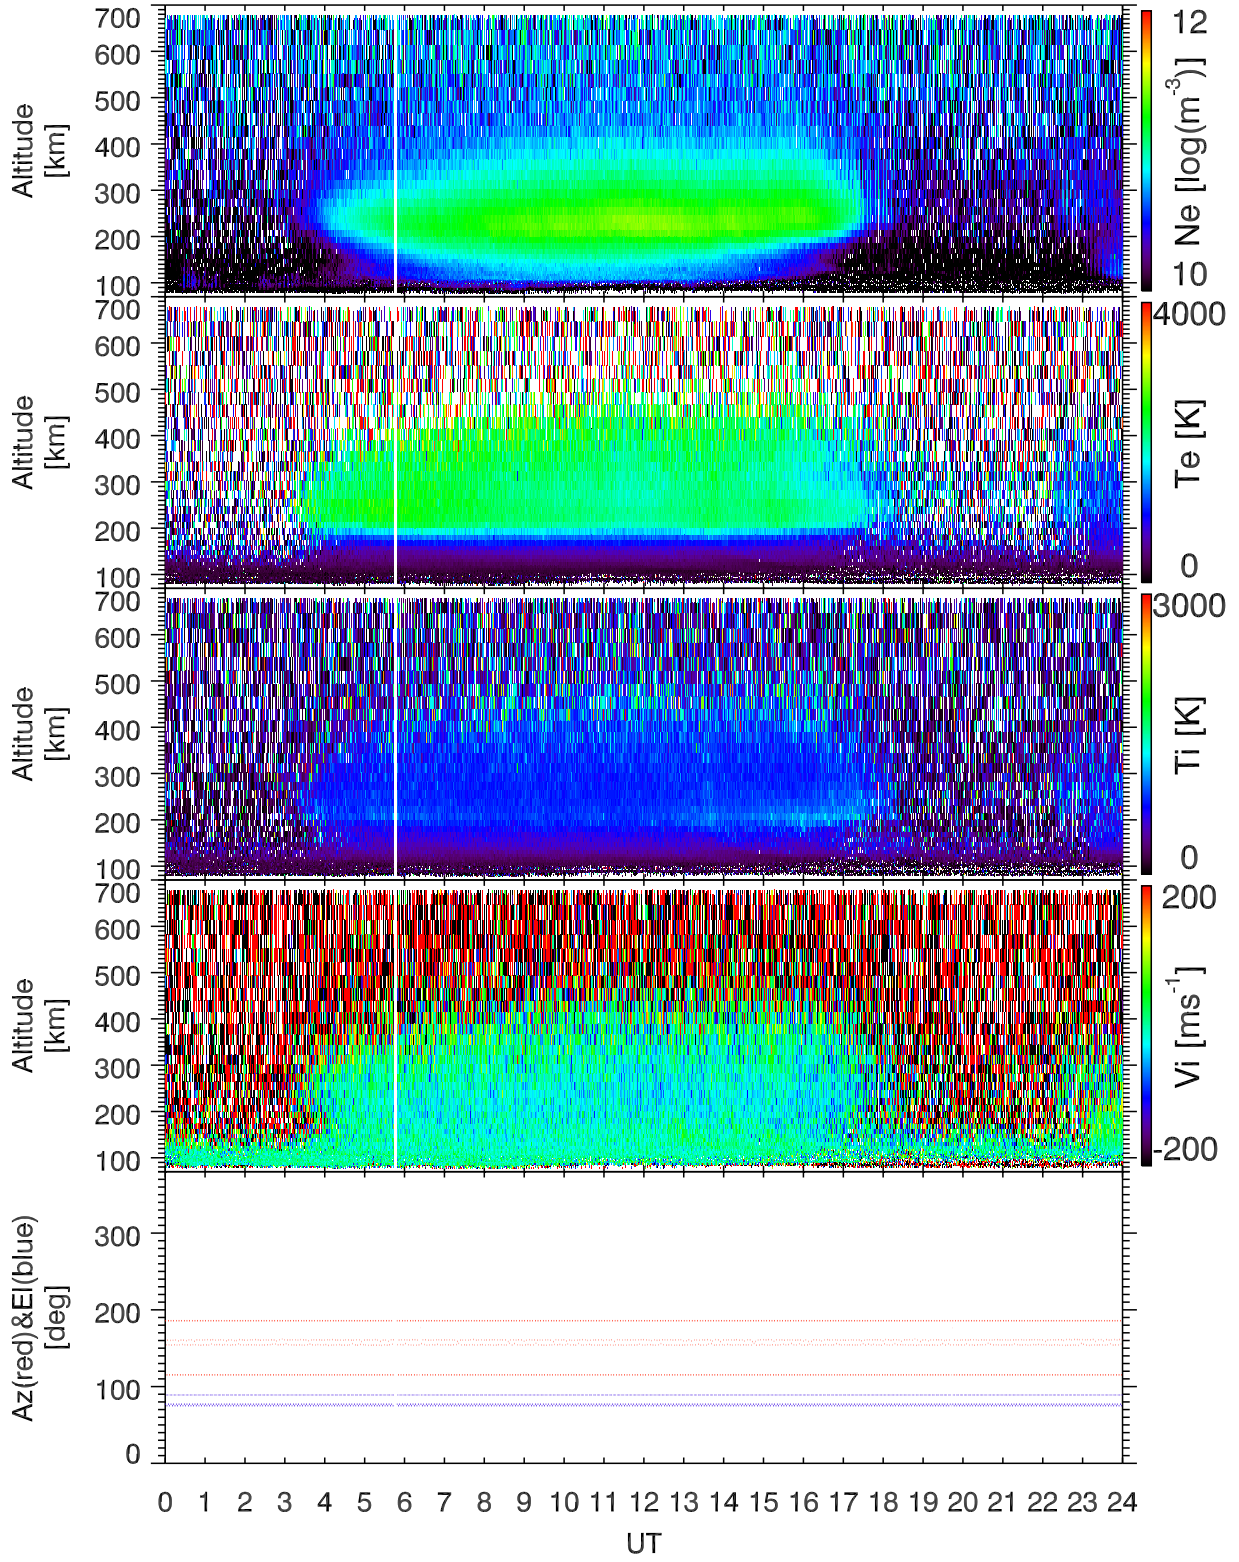 700
600
500
400
300
200
100
Altitude
[km]
12
Ne [log(m⁻³)]
10
700
600
500
400
300
200
100
Altitude
[km]
4000
Te [K]
0
700
600
500
400
300
200
100
Altitude
[km]
3000
Ti [K]
0
700
600
500
400
300
200
100
Altitude
[km]
200
Vi [ms⁻¹]
-200
300
200
100
0
Az(red)&El(blue)
[deg]
0 1 2 3 4 5 6 7 8 9 10 11 12 13 14 15 16 17 18 19 20 21 22 23 24
UT